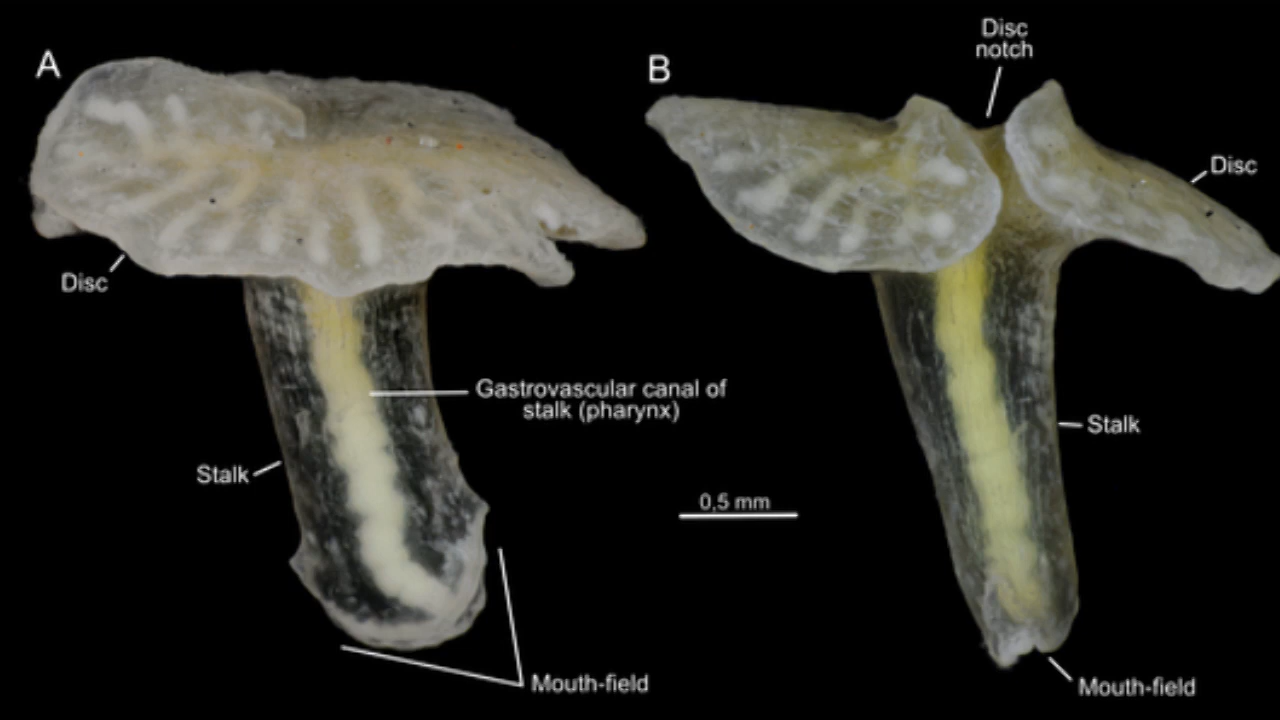 A
B
Disc
notch
Disc
Disc
Gastrovascular canal of
stalk (pharynx)
Stalk
Stalk
0,5 mm
Mouth-field
Mouth-field